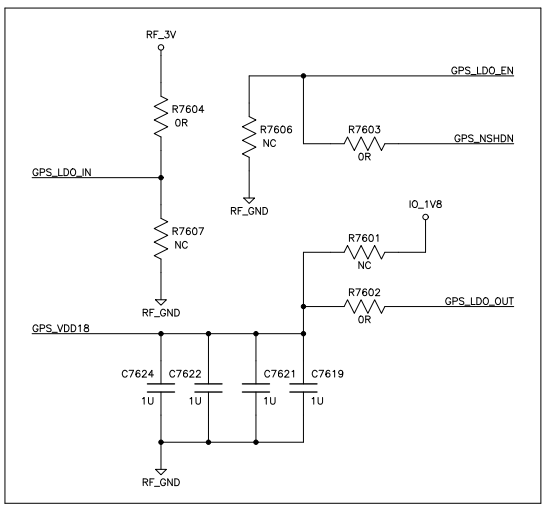 RF_3V
GPS_LDO_EN
R7604
0R
R7606
NC
R7603
0R
GPS_NSHDN
GPS_LDO_IN
RF_GND
IO_1V8
R7607
NC
R7601
NC
R7602
0R
GPS_LDO_OUT
RF_GND
GPS_VDD18
C7624
C7622
C7621
C7619
1U
1U
1U
1U
RF_GND